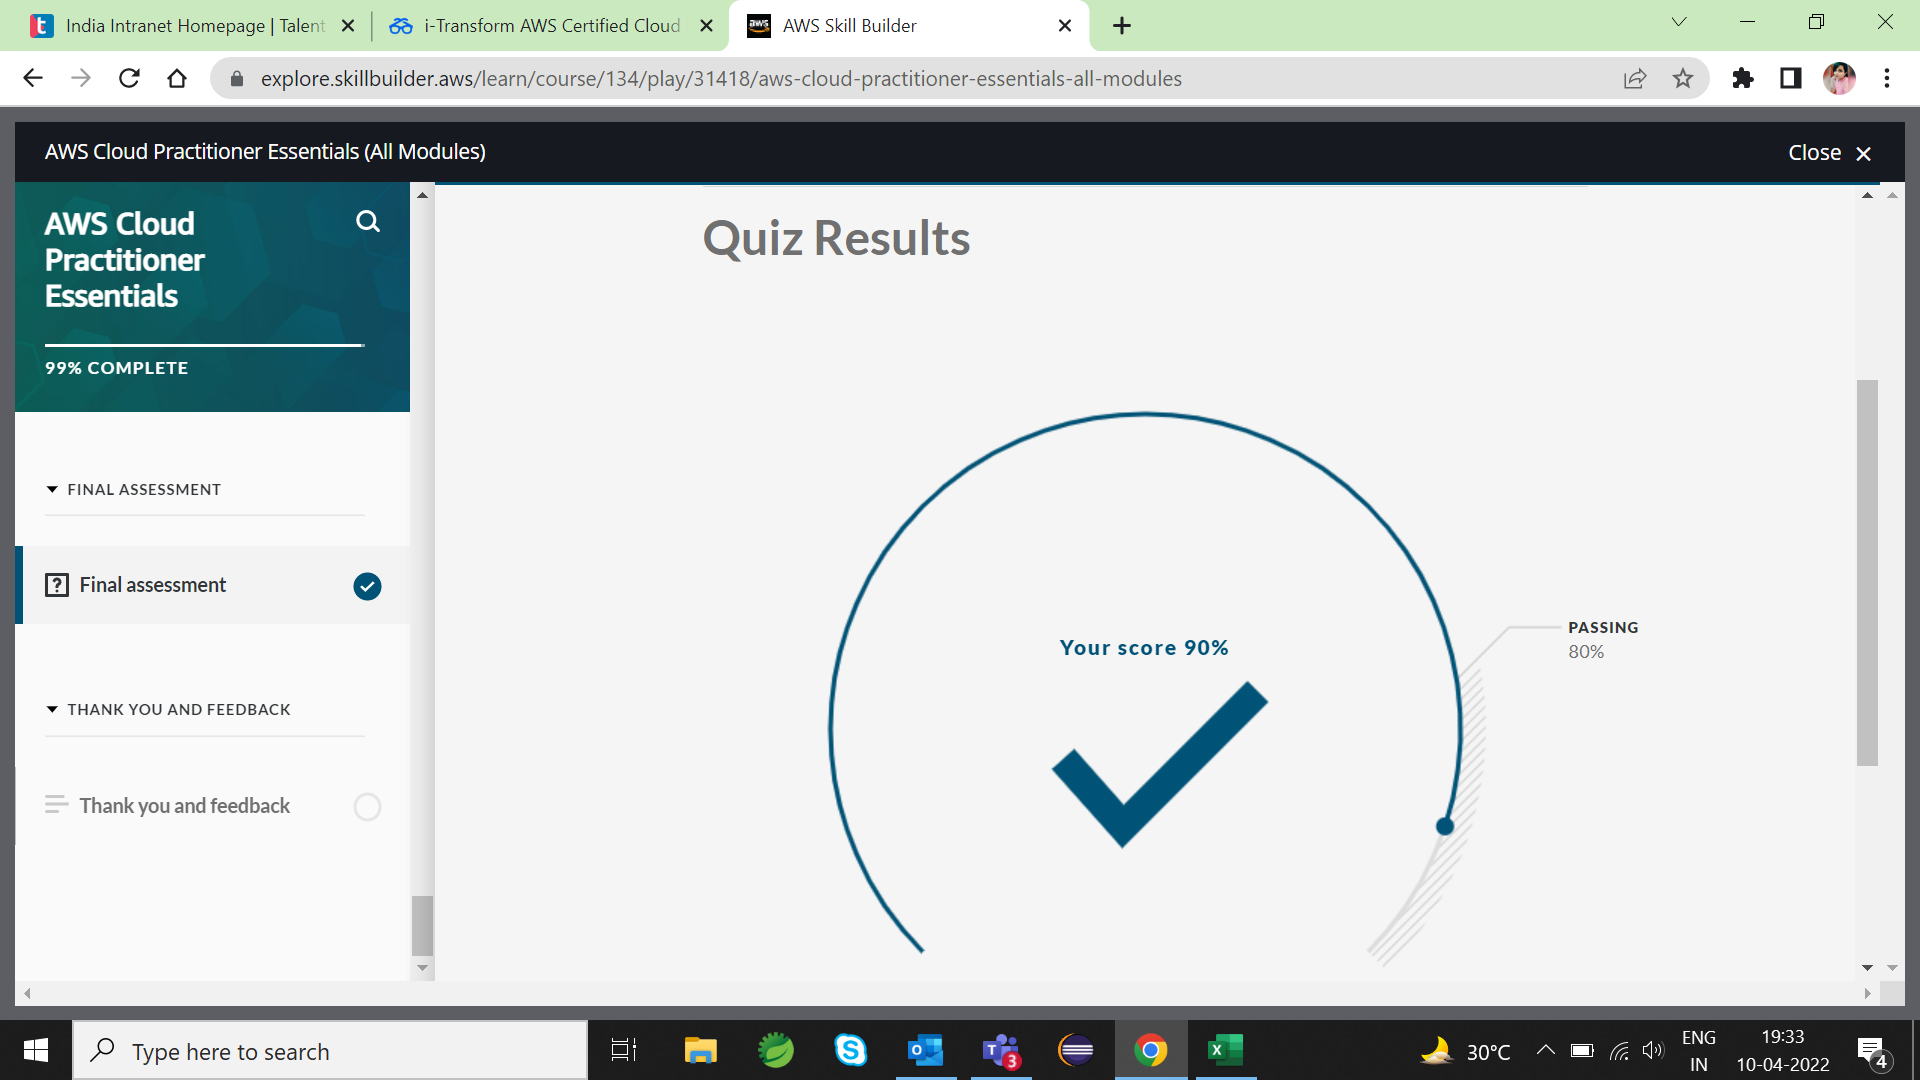 India Intranet Homepage | Talent
i-Transform AWS Certified Cloud
AWS Skill Builder
explore.skillbuilder.aws/learn/course/134/play/31418/aws-cloud-practitioner-essentials-all-modules
AWS Cloud Practitioner Essentials (All Modules)
Close
AWS Cloud
Practitioner
Essentials
99% COMPLETE
FINAL ASSESSMENT
Final assessment
THANK YOU AND FEEDBACK
Thank you and feedback
Quiz Results
Your score 90%
PASSING
80%
Type here to search
3
30°C
ENG
IN
19:33
10-04-2022
4